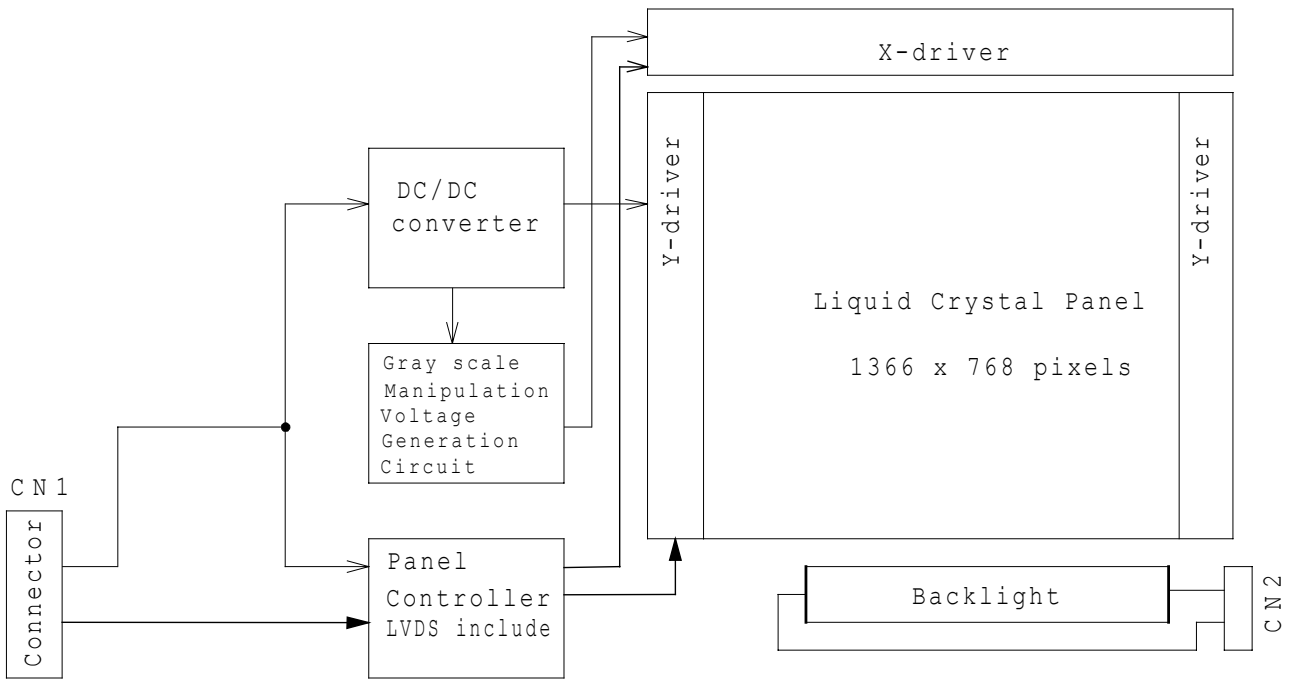 X-driver
Y-driver
Y-driver
DC/DC
converter
Liquid Crystal Panel
1366 x 768 pixels
Gray scale
Manipulation
Voltage
Generation
Circuit
CN1
Connector
Panel
Controller
LVDS include
Backlight
CN2